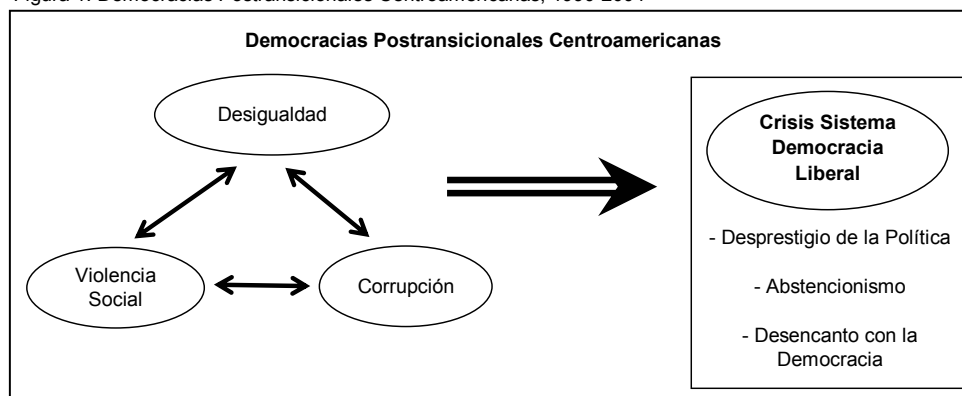 Democracias Postransicionales Centroamericanas
Desigualdad
Violencia
Social
Corrupción
Crisis Sistema
Democracia
Liberal
- Desprestigio de la Política
- Abstencionismo
- Desencanto con la
Democracia